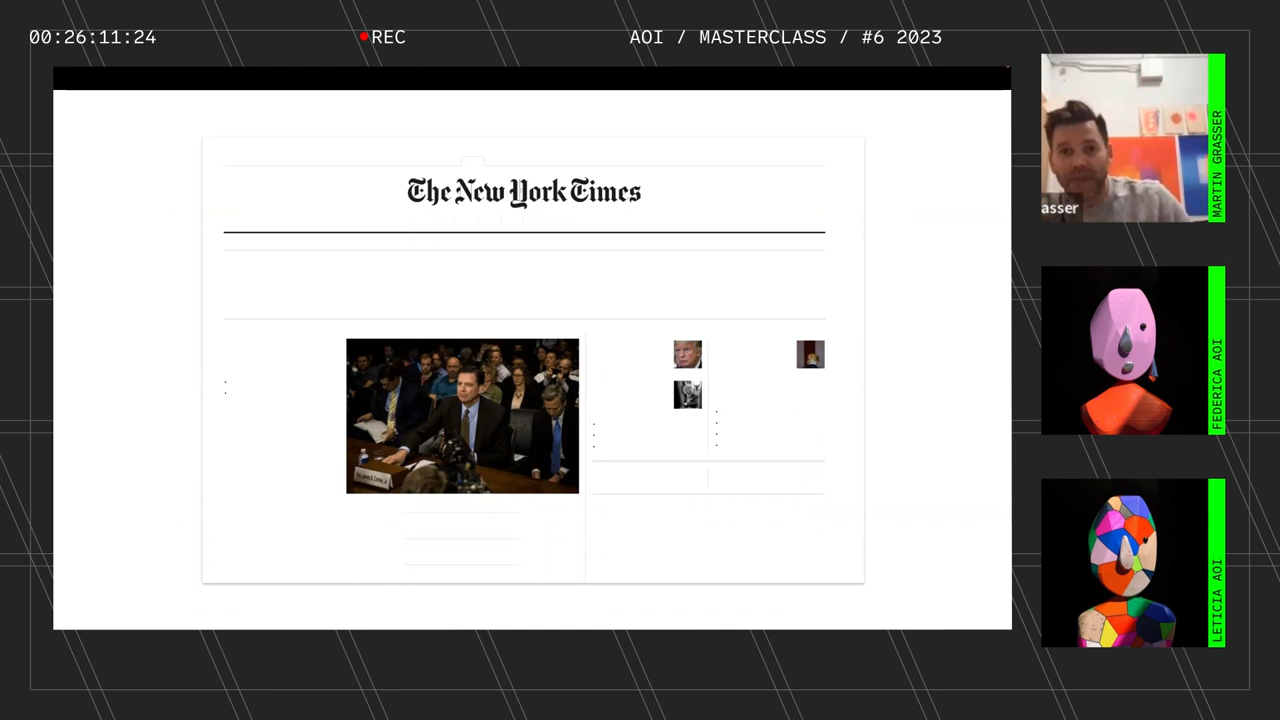 00:26:11:24
REC
AOI / MASTERCLASS / #6 2023
The New York Times
asser
MARTIN GRASSER
FEDERICA AOI
LETICIA AOI